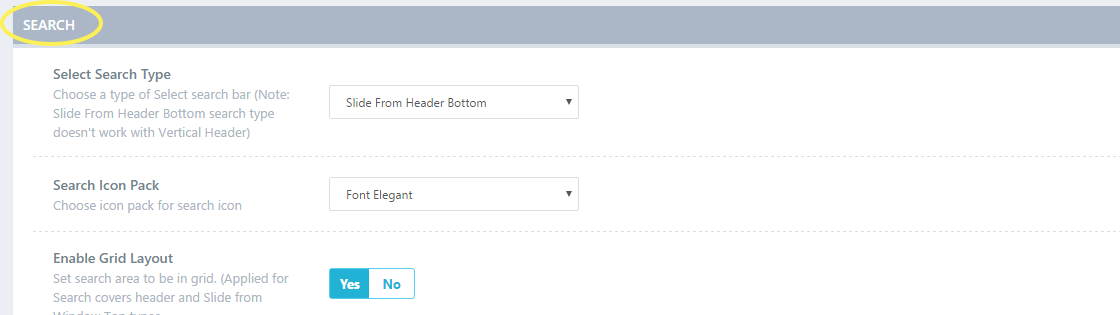 SEARCH
Select Search Type
Choose a type of Select search bar (Note:
Slide From Header Bottom search type
doesn't work with Vertical Header)
Slide From Header Bottom
Search Icon Pack
Choose icon pack for search icon
Font Elegant
Enable Grid Layout
Set search area to be in grid. (Applied for
Search covers header and Slide from
Window Top types
Yes No